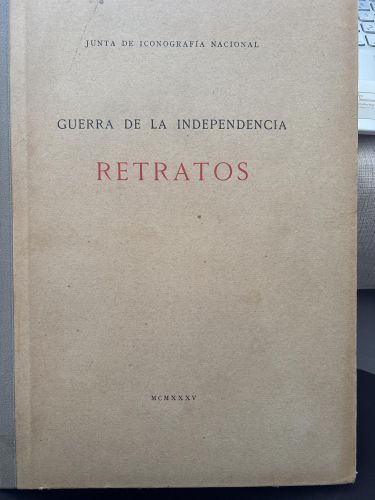 JUNTA DE ICONOGRAFÍA NACIONAL
GUERRA DE LA INDEPENDENCIA
RETRATOS
MCMXXXV